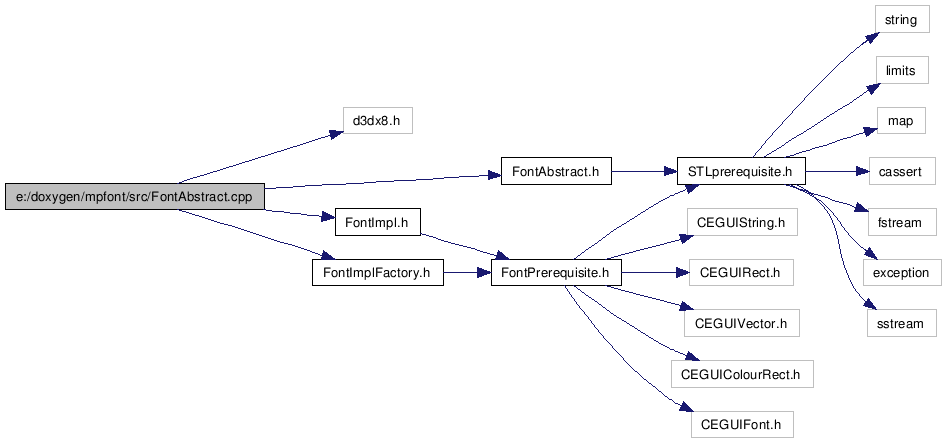 string
limits
d3dx8.h
map
FontAbstract.h
STLprerequisite.h
cassert
e:/doxygen/mpfont/src/FontAbstract.cpp
FontImpl.h
CEGUIString.h
fstream
FontImplFactory.h
FontPrerequisite.h
CEGUIRect.h
exception
CEGUIVector.h
sstream
CEGUIColourRect.h
CEGUIFont.h